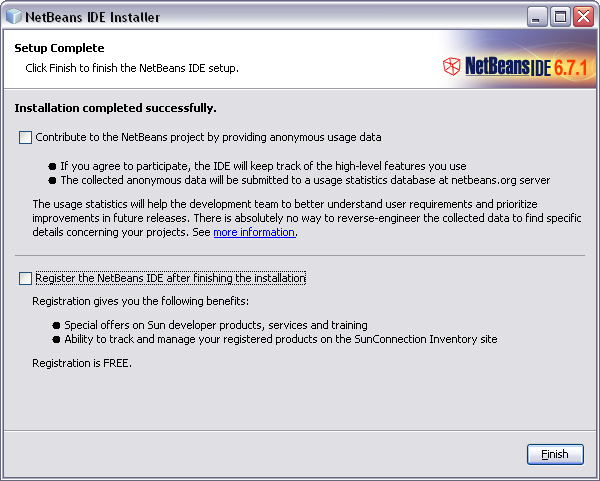 NetBeans IDE Installer
Setup Complete
Click Finish to finish the NetBeans IDE setup.
NetBeans IDE 6.7.1
Installation completed successfully.
Contribute to the NetBeans project by providing anonymous usage data
● If you agree to participate, the IDE will keep track of the high-level features you use
● The collected anonymous data will be submitted to a usage statistics database at netbeans.org server
The usage statistics will help the development team to better understand user requirements and prioritize
improvements in future releases. There is absolutely no way to reverse-engineer the collected data to find specific
details concerning your projects. See more information.
Register the NetBeans IDE after finishing the installation
Registration gives you the following benefits:
● Special offers on Sun developer products, services and training
● Ability to track and manage your registered products on the SunConnection Inventory site
Registration is FREE.
Finish